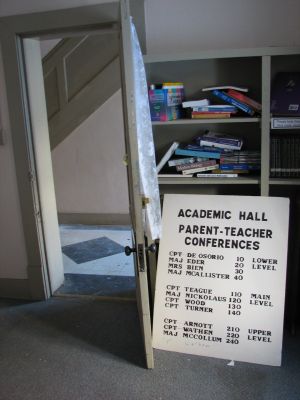 ACADEMIC HALL
PARENT-TEACHER
CONFERENCES
CPT DE OSORIO 10 LOWER
MAJ EDER 20 LEVEL
MRS BIEN 30
MAJ MCALLISTER 40
CPT TEAGUE 110 MAIN
MAJ NICKOLAUS 120 LEVEL
CPT WOOD 130
CPT TURNER 140
CPT ARNOTT 210 UPPER
CPT WATHEN 220 LEVEL
MAJ MCCOLLUM 240